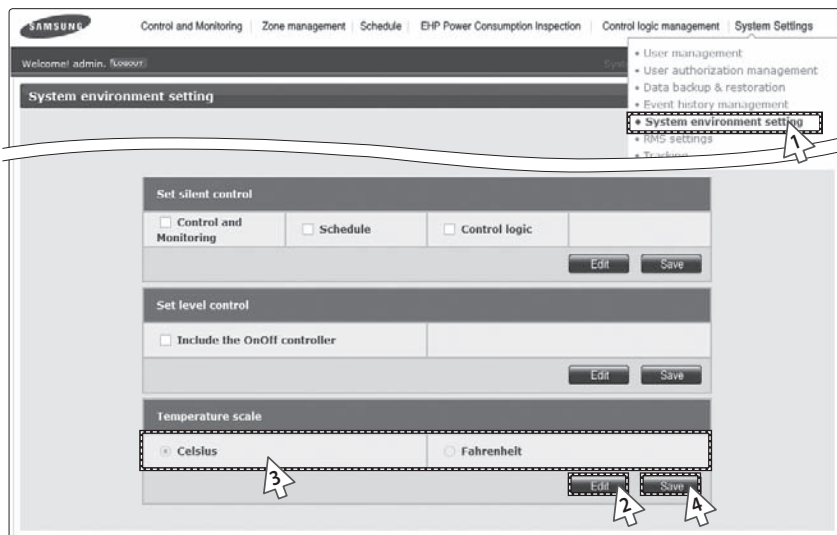 SAMSUNG
Control and Monitoring Zone management Schedule EHP Power Consumption Inspection Control logic management System Settings
Welcome! admin. LOGOUT
• User management
• User authorization management
• Data backup & restoration
• Event history management
• System environment setting
• RMS settings
• Tracking
1
System environment setting
Set silent control
Control and Monitoring
Schedule
Control logic
Edit Save
Set level control
Include the OnOff controller
Edit Save
Temperature scale
Celsius Fahrenheit
3
Edit Save
2 4